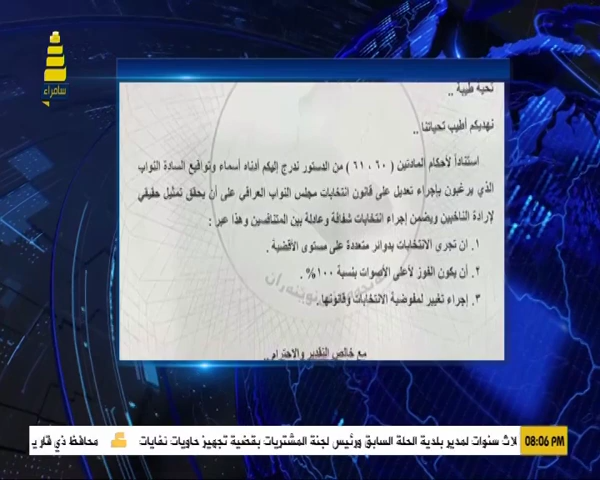 سامراء
تحية طيبة ..
نهديكم أطيب تحياتنا ..
استناداً لأحكام المادتين ( ٦٠ ، ٦١ ) من الدستور ندرج إليكم أدناه أسماء وتواقيع السادة النواب
الذي يرغبون بإجراء تعديل على قانون انتخابات مجلس النواب العراقي على أن يحقق تمثيل حقيقي
لإرادة الناخبين ويضمن إجراء انتخابات شفافة وعادلة بين المتنافسين وهذا عبر :
١. ان تجري الانتخابات بدوائر متعددة على مستوى الأقضية .
٢. أن يكون الفوز لأعلى الأصوات بنسبة ١٠٠% .
٣. إجراء تغيير لمفوضية الانتخابات وقانونها .
مع خالص التقدير والاحترام..
08:06 PM
لاث سنوات لمدير بلدية الحلة السابق ورئيس لجنة المشتريات بقضية تجهيز حاويات نفايات محافظ ذي قار يـ